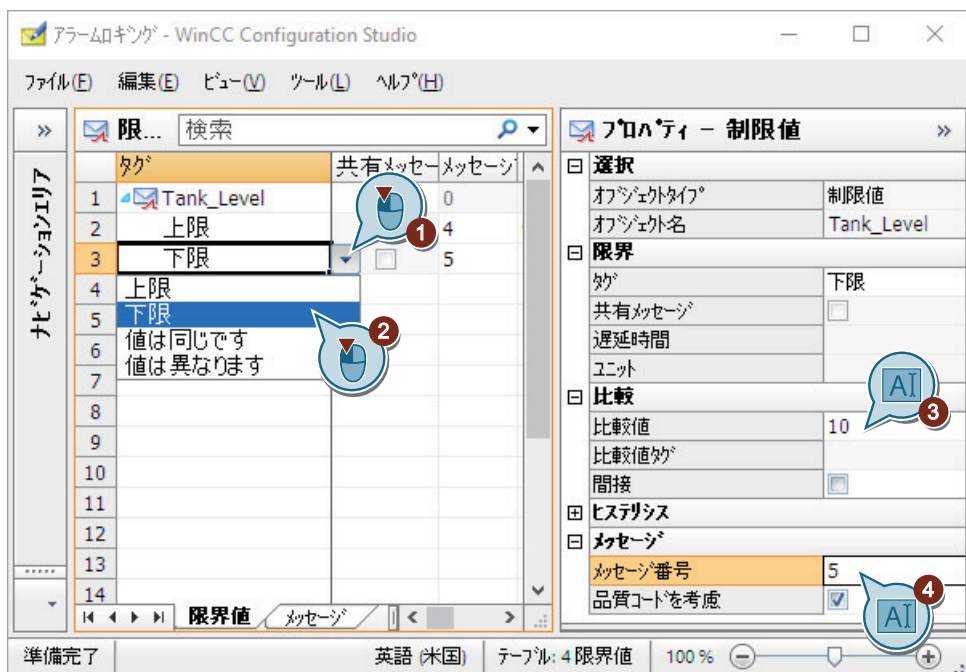 アラームロギング - WinCC Configuration Studio
ファイル(F) 編集(E) ビュー(V) ツール(L) ヘルプ(H)
ナビゲーションエリア
限... 検索
タグ 共有メッセー メッセージ
1 Tank_Level 0
2 上限 4
3 下限 5
4
5
6
7
8
9
10
11
12
13
14
上限
下限
値は同じです
値は異なります
1
2
限界値 メッセージ
プロパティ - 制限値
選択
オブジェクトタイプ 制限値
オブジェクト名 Tank_Level
限界
タグ 下限
共有メッセージ
遅延時間
ユニット
比較
比較値 10
比較値タグ
間接
ヒステリシス
メッセージ
メッセージ番号 5
品質コードを考慮
AI
3
AI
4
準備完了 英語 (米国) テーブル: 4 限界値 100 %